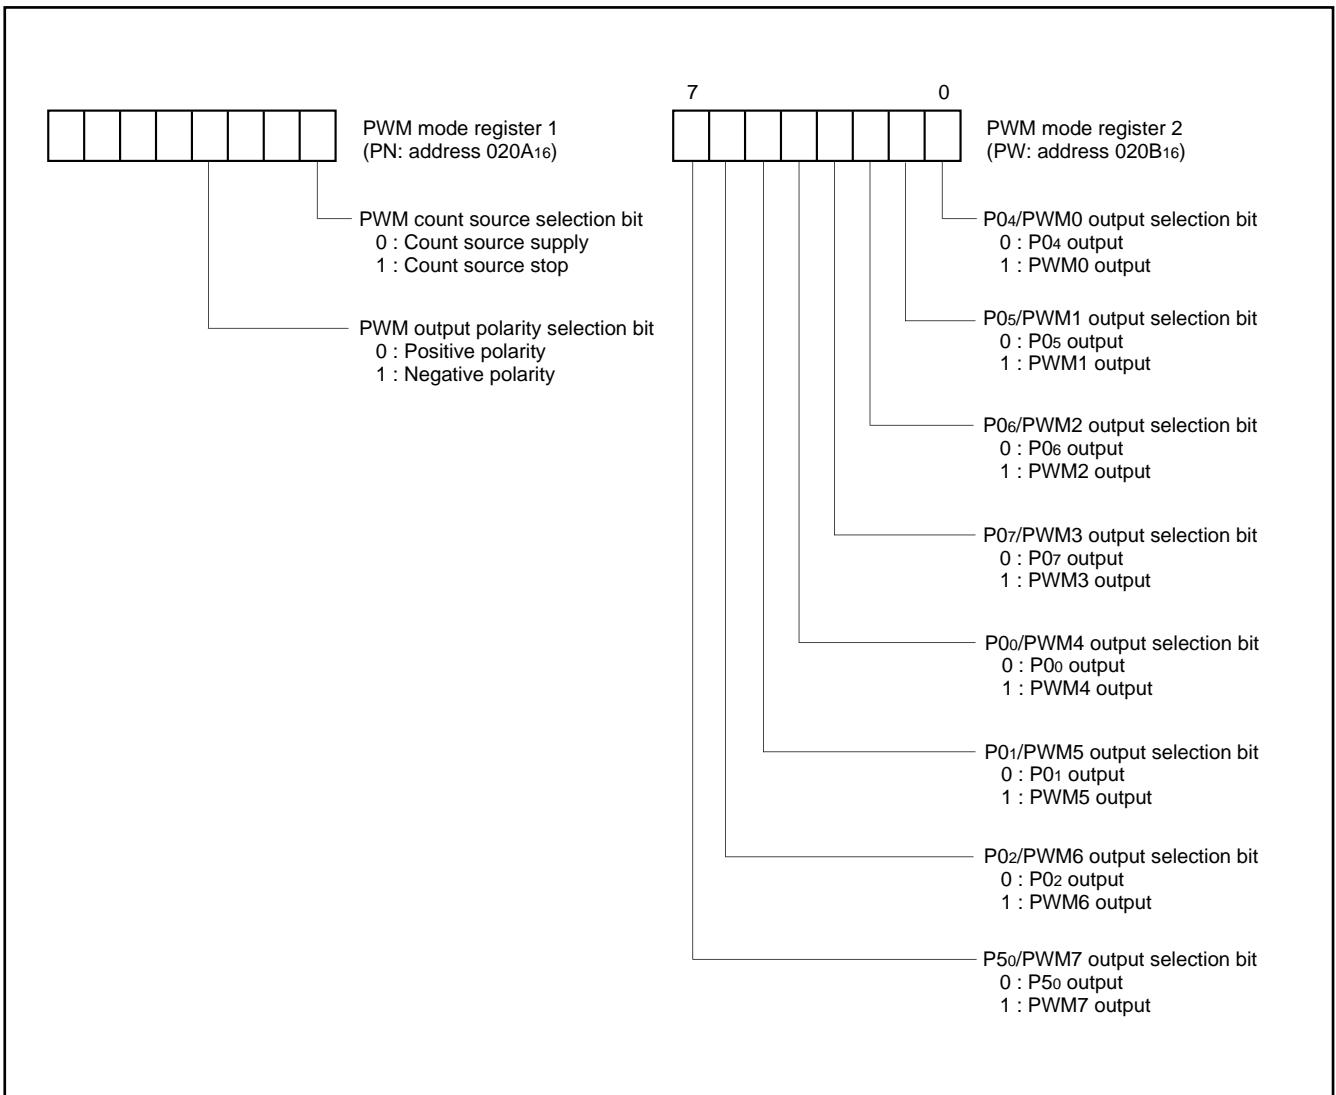 PWM mode register 1
(PN: address 020A16)
PWM count source selection bit
0 : Count source supply
1 : Count source stop
PWM output polarity selection bit
0 : Positive polarity
1 : Negative polarity
7 0
PWM mode register 2
(PW: address 020B16)
P04/PWM0 output selection bit
0 : P04 output
1 : PWM0 output
P05/PWM1 output selection bit
0 : P05 output
1 : PWM1 output
P06/PWM2 output selection bit
0 : P06 output
1 : PWM2 output
P07/PWM3 output selection bit
0 : P07 output
1 : PWM3 output
P00/PWM4 output selection bit
0 : P00 output
1 : PWM4 output
P01/PWM5 output selection bit
0 : P01 output
1 : PWM5 output
P02/PWM6 output selection bit
0 : P02 output
1 : PWM6 output
P50/PWM7 output selection bit
0 : P50 output
1 : PWM7 output